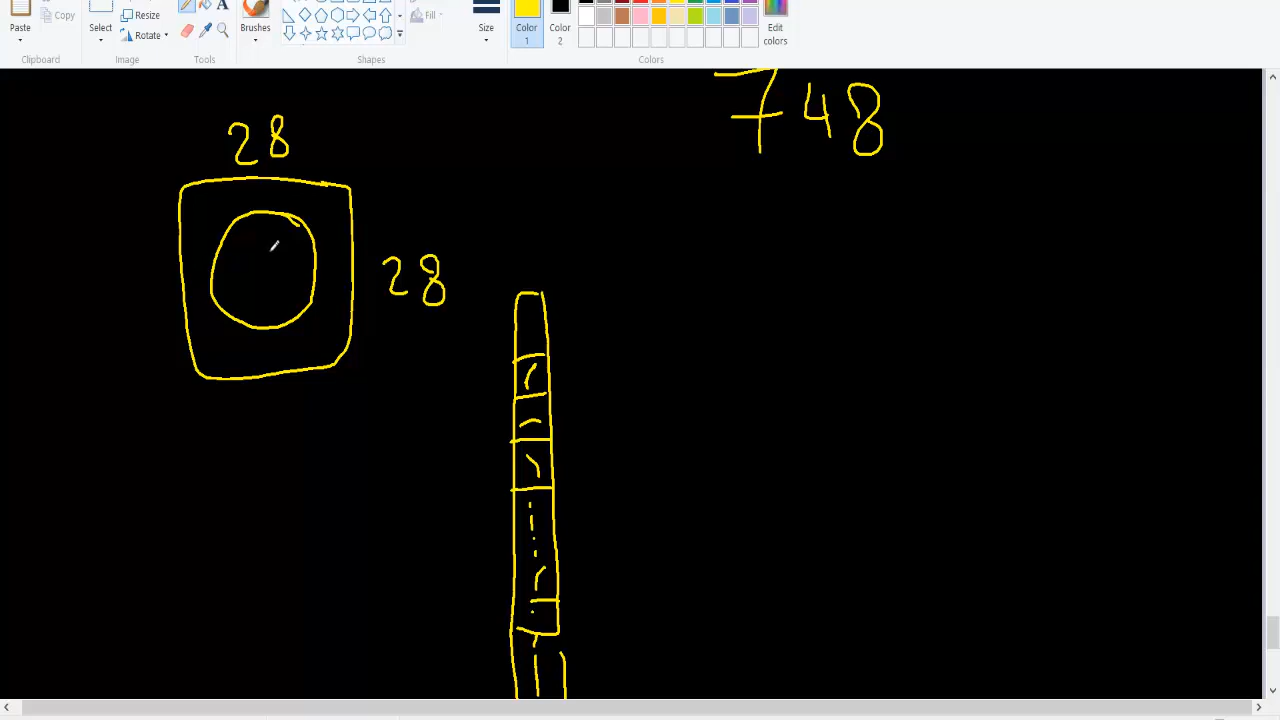 Paste
Copy
Clipboard
Select
Resize
Rotate
Image
A
Tools
Brushes
Fill
Shapes
Size
Color
1
Color
2
Edit
colors
Colors
748
28
28